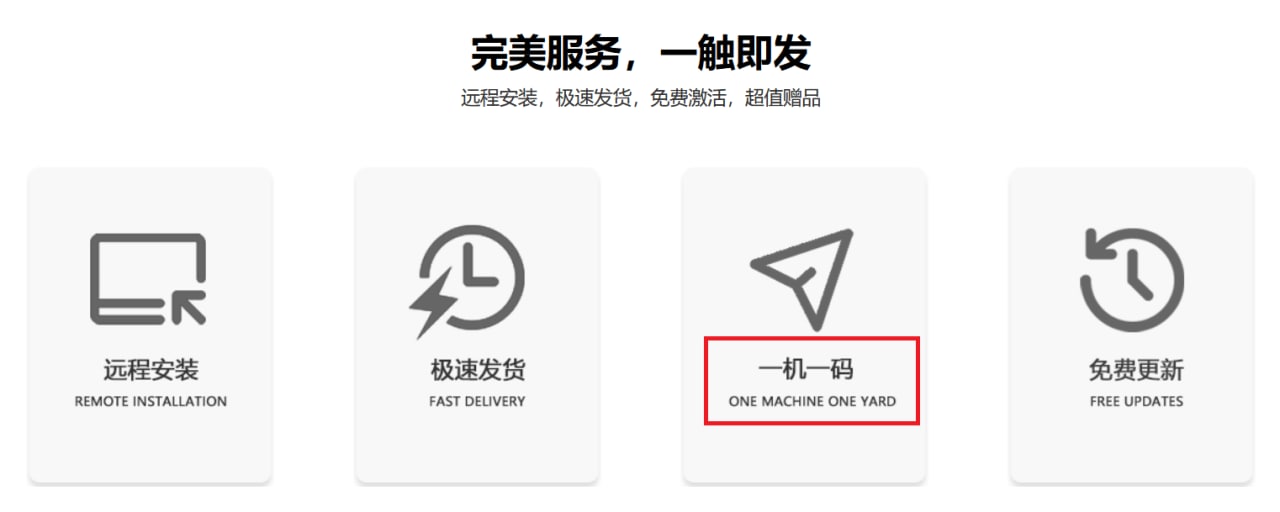 完美服务，一触即发
远程安装，极速发货，免费激活，超值赠品
远程安装
REMOTE INSTALLATION
极速发货
FAST DELIVERY
一机一码
ONE MACHINE ONE YARD
免费更新
FREE UPDATES